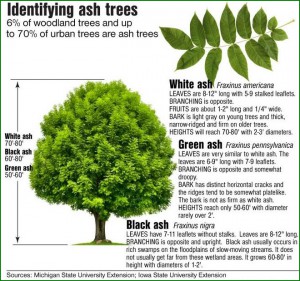 Identifying ash trees
6% of woodland trees and up
to 70% of urban trees are ash trees
White ash Fraxinus americana
LEAVES are 8-12" long with 5-9 stalked leaflets.
BRANCHING is opposite.
FRUITS are about 1-2" long and 1/4" wide.
BARK is light gray on young trees and thick,
narrow-ridged and firm on older trees.
HEIGHTS will reach 70-80' with 2-3' diameters.
White ash
70'-80'
Black ash
60'-80'
Green ash
50'-60'
Green ash Fraxinus pennsylvanica
LEAVES are very similar to white ash. The
leaves are 6-9" long with 7-9 leaflets.
BRANCHING is opposite and somewhat
droopy.
BARK has distinct horizontal cracks and
the ridges tend to be somewhat platelike.
The bark is not as firm as white ash.
HEIGHTS reach only 50-60' with diameter
rarely over 2'.
Black ash Fraxinus nigra
LEAVES have 7-11 leaflets without stalks. Leaves are 8-12" long.
BRANCHING is opposite and upright. Black ash usually occurs in
rich swamps on the floodplains of slow-moving streams. It does
not usually get far from these wetland areas. It grows 60-80' in
height with diameters of 1-2'.
Sources: Michigan State University Extension; Iowa State University Extension